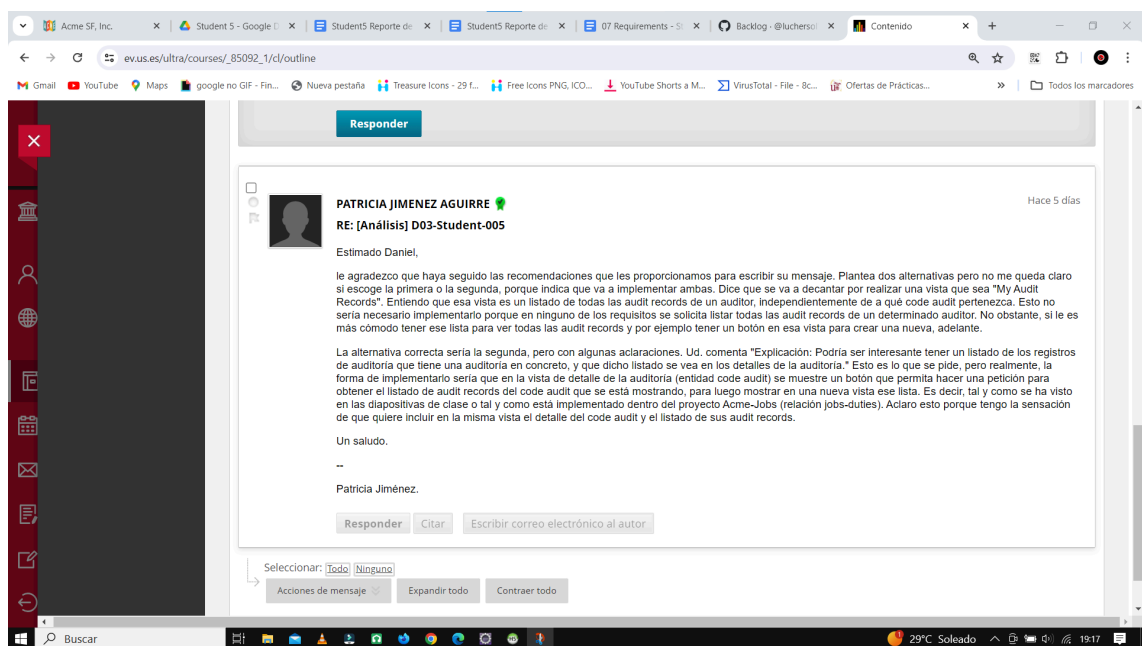 Acme SF, Inc.
Student 5 - Google D
Student5 Reporte de
Student5 Reporte de
07 Requirements - St
Backlog · @luchersol
Contenido
ev.us.es/ultra/courses/_85092_1/cl/outline
Gmail
YouTube
Maps
google no GIF - Fin...
Nueva pestaña
Treasure Icons - 29 f...
Free Icons PNG, ICO...
YouTube Shorts a M...
VirusTotal - File - 8c...
Ofertas de Prácticas...
»
Todos los marcadores
Responder
PATRICIA JIMENEZ AGUIRRE
Hace 5 días
RE: [Análisis] D03-Student-005
Estimado Daniel,
le agradezco que haya seguido las recomendaciones que les proporcionamos para escribir su mensaje. Plantea dos alternativas pero no me queda claro
si escoge la primera o la segunda, porque indica que va a implementar ambas. Dice que se va a decantar por realizar una vista que sea "My Audit
Records". Entiendo que esa vista es un listado de todas las audit records de un auditor, independientemente de a qué code audit pertenezca. Esto no
sería necesario implementarlo porque en ninguno de los requisitos se solicita listar todas las audit records de un determinado auditor. No obstante, si le es
más cómodo tener ese lista para ver todas las audit records y por ejemplo tener un botón en esa vista para crear una nueva, adelante.
La alternativa correcta sería la segunda, pero con algunas aclaraciones. Ud. comenta "Explicación: Podría ser interesante tener un listado de los registros
de auditoría que tiene una auditoría en concreto, y que dicho listado se vea en los detalles de la auditoría." Esto es lo que se pide, pero realmente, la
forma de implementarlo sería que en la vista de detalle de la auditoría (entidad code audit) se muestre un botón que permita hacer una petición para
obtener el listado de audit records del code audit que se está mostrando, para luego mostrar en una nueva vista ese lista. Es decir, tal y como se ha visto
en las diapositivas de clase o tal y como está implementado dentro del proyecto Acme-Jobs (relación jobs-duties). Aclaro esto porque tengo la sensación
de que quiere incluir en la misma vista el detalle del code audit y el listado de sus audit records.
Un saludo.
--
Patricia Jiménez.
Responder
Citar
Escribir correo electrónico al autor
Seleccionar: Todo Ninguno
Acciones de mensaje
Expandir todo
Contraer todo
Buscar
29°C Soleado
19:17